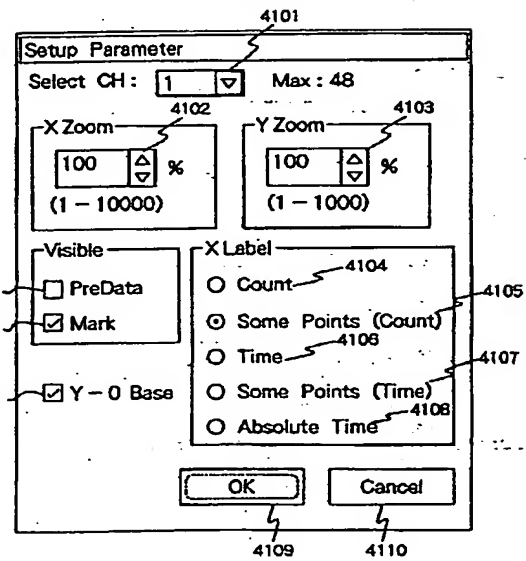 4101
Setup Parameter
Select CH : 1 Max : 48
4102 4103
X Zoom Y Zoom
100 % 100 %
(1 – 10000) (1 – 1000)
Visible X Label
PreData Count 4104
Mark Some Points (Count) 4105
Time 4106
Y – 0 Base Some Points (Time) 4107
Absolute Time 4108
OK Cancel
4109 4110